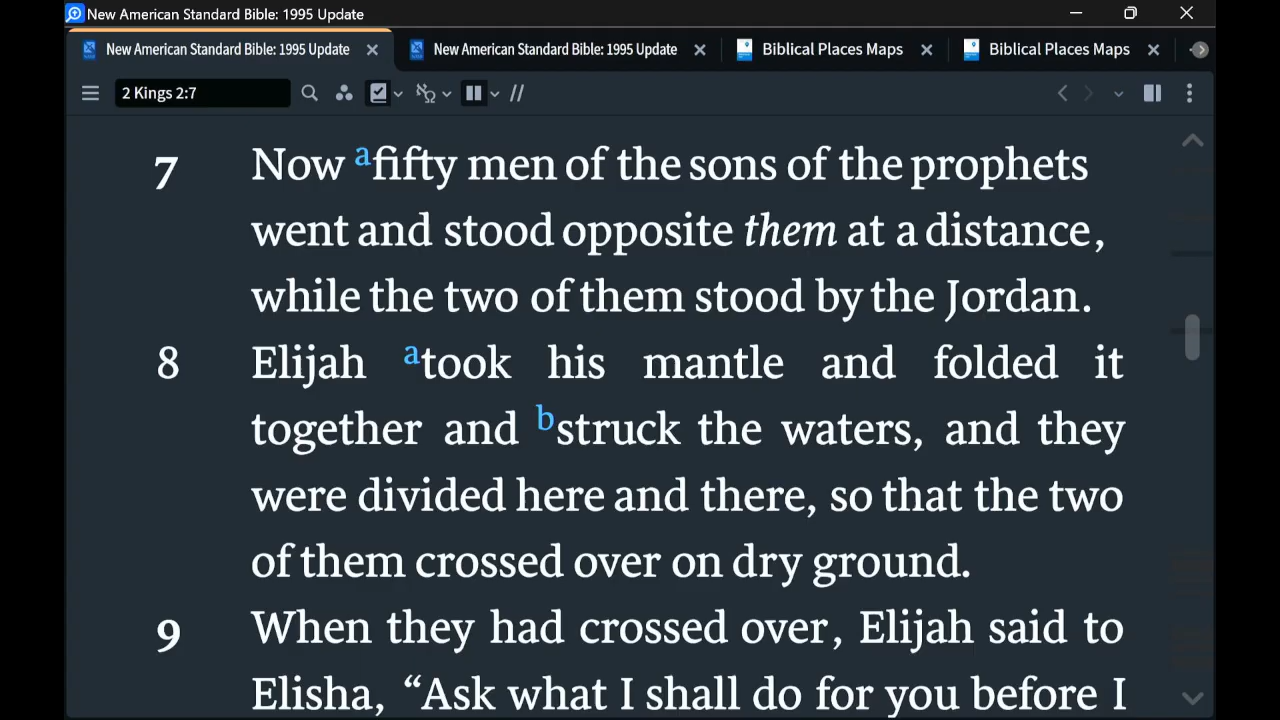 New American Standard Bible: 1995 Update
New American Standard Bible: 1995 Update New American Standard Bible: 1995 Update Biblical Places Maps Biblical Places Maps
2 Kings 2:7
7 Now ᵃfifty men of the sons of the prophets
went and stood opposite them at a distance,
while the two of them stood by the Jordan.
8 Elijah ᵃtook his mantle and folded it
together and ᵇstruck the waters, and they
were divided here and there, so that the two
of them crossed over on dry ground.
9 When they had crossed over, Elijah said to
Elisha, “Ask what I shall do for you before I